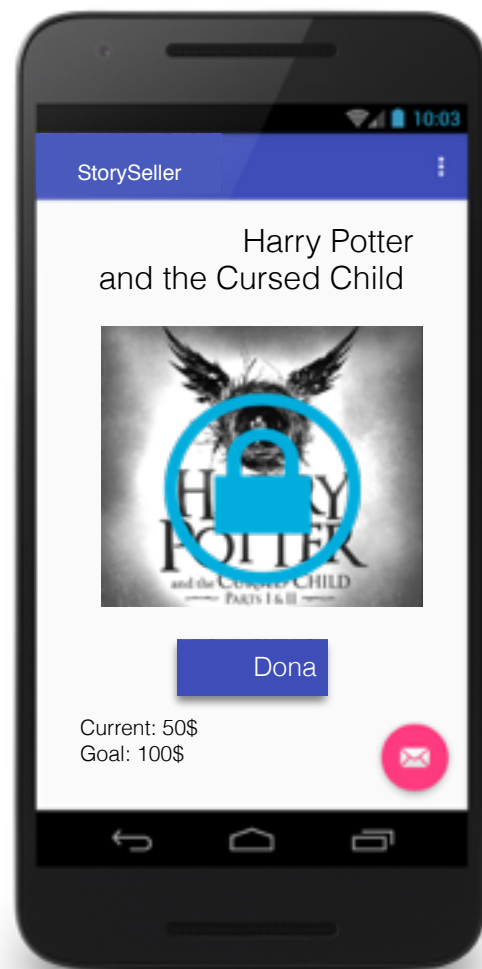 10:03
StorySeller
Harry Potter
and the Cursed Child
HARRY
POTTER
and the CURSED CHILD
PARTS I & II
Dona
Current: 50$
Goal: 100$